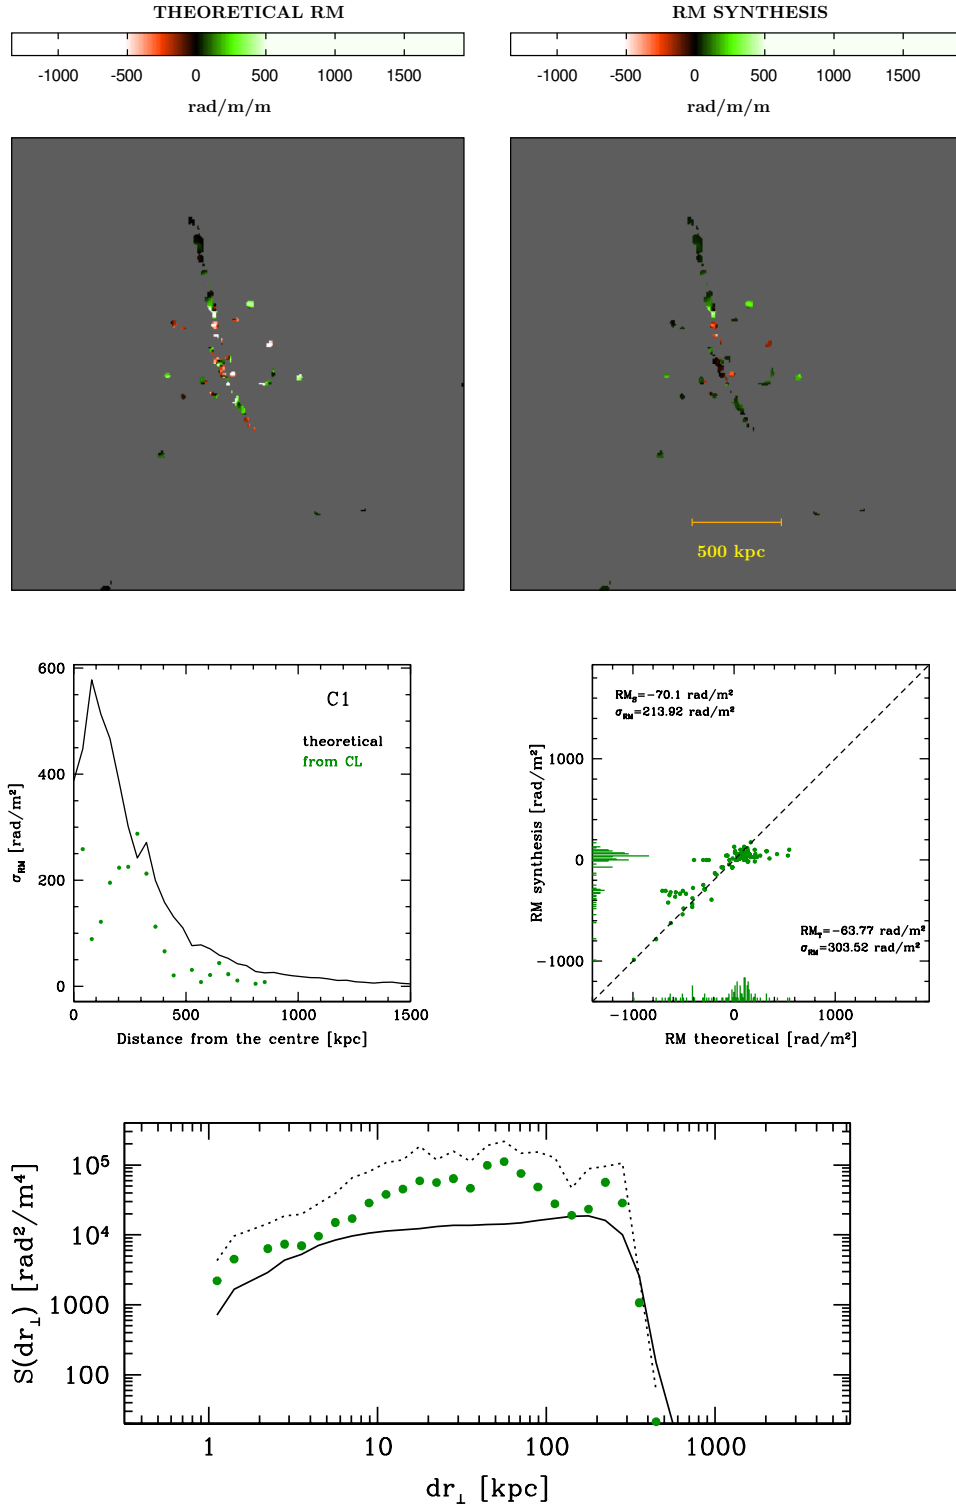 THEORETICAL RM
RM SYNTHESIS
-1000 -500 0 500 1000 1500
-1000 -500 0 500 1000 1500
rad/m/m
rad/m/m
500 kpc
600
400
200
0
σRM [rad/m²]
C1
theoretical
from CL
0 500 1000 1500
Distance from the centre [kpc]
RMS=−70.1 rad/m²
σRM=213.92 rad/m²
1000
0
−1000
RM synthesis [rad/m²]
RMT=−63.77 rad/m²
σRM=303.52 rad/m²
−1000 0 1000
RM theoretical [rad/m²]
10⁵
10⁴
1000
100
S(dr⊥) [rad²/m⁴]
1 10 100 1000
dr⊥ [kpc]